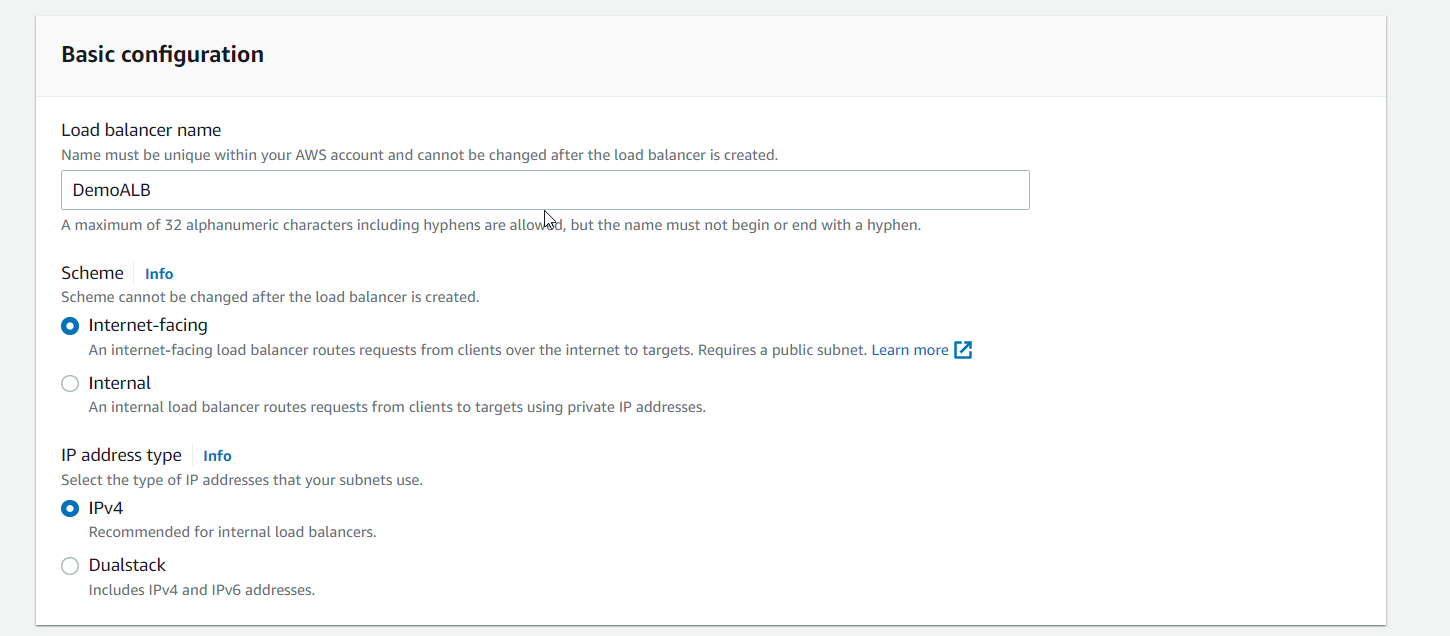 Basic configuration
Load balancer name
Name must be unique within your AWS account and cannot be changed after the load balancer is created.
DemoALB
A maximum of 32 alphanumeric characters including hyphens are allowed, but the name must not begin or end with a hyphen.
Scheme Info
Scheme cannot be changed after the load balancer is created.
Internet-facing
An internet-facing load balancer routes requests from clients over the internet to targets. Requires a public subnet. Learn more
Internal
An internal load balancer routes requests from clients to targets using private IP addresses.
IP address type Info
Select the type of IP addresses that your subnets use.
IPv4
Recommended for internal load balancers.
Dualstack
Includes IPv4 and IPv6 addresses.